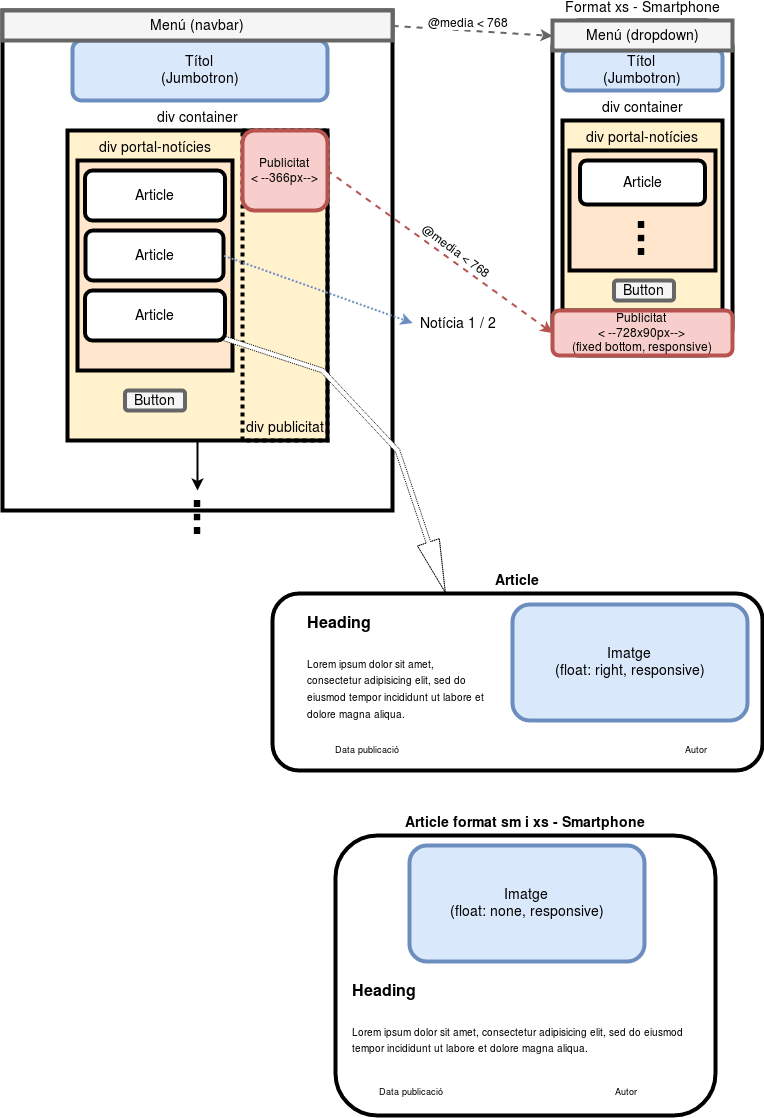 Format xs - Smartphone
Menú (navbar)
@media < 768
Menú (dropdown)
Títol
(Jumbotron)
Títol
(Jumbotron)
div container
div container
div portal-notícies
Publicitat
< --366px-->
div portal-notícies
Article
Article
Article
Article
@media < 768
Notícia 1 / 2
Button
Publicitat
< --728x90px-->
(fixed bottom, responsive)
Button
div publicitat
Article
Heading
Lorem ipsum dolor sit amet,
consectetur adipisicing elit, sed do
eiusmod tempor incididunt ut labore et
dolore magna aliqua.
Imatge
(float: right, responsive)
Data publicació
Autor
Article format sm i xs - Smartphone
Imatge
(float: none, responsive)
Heading
Lorem ipsum dolor sit amet, consectetur adipisicing elit, sed do eiusmod
tempor incididunt ut labore et dolore magna aliqua.
Data publicació
Autor